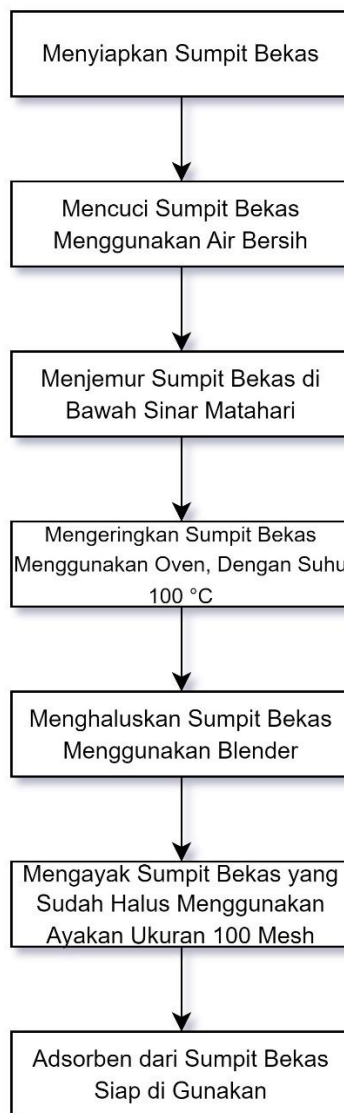 Menyiapkan Sumpit Bekas
Mencuci Sumpit Bekas
Menggunakan Air Bersih
Menjemur Sumpit Bekas di
Bawah Sinar Matahari
Mengeringkan Sumpit Bekas
Menggunakan Oven, Dengan Suhu
100 °C
Menghaluskan Sumpit Bekas
Menggunakan Blender
Mengayak Sumpit Bekas yang
Sudah Halus Menggunakan
Ayakan Ukuran 100 Mesh
Adsorben dari Sumpit Bekas
Siap di Gunakan